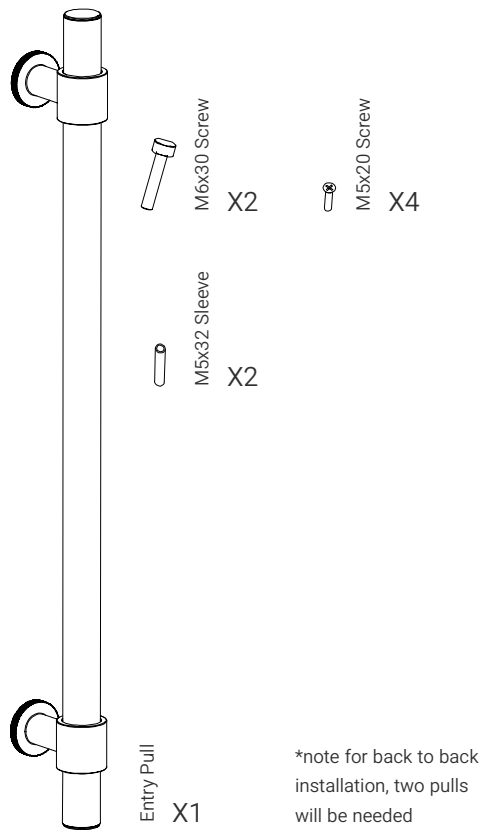 M6x30 Screw
X2
M5x20 Screw
X4
M5x32 Sleeve
X2
Entry Pull
X1
*note for back to back
installation, two pulls
will be needed